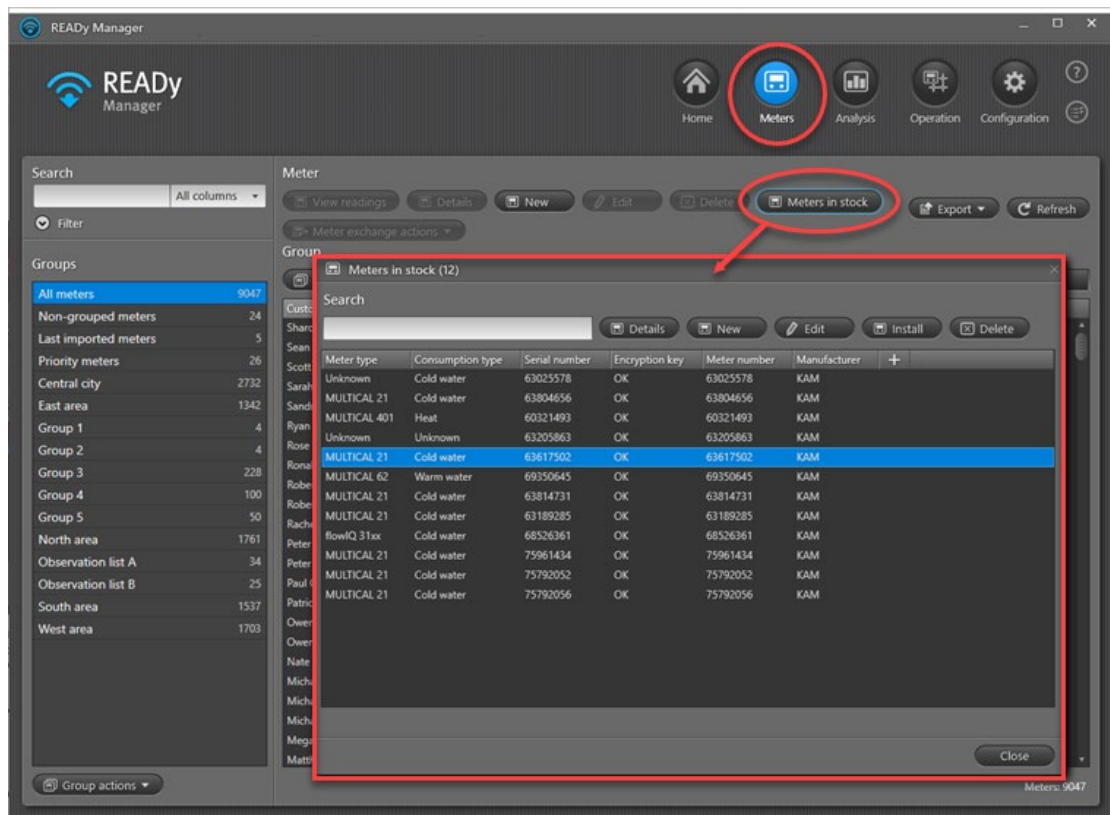 READy Manager
READy
Manager
Home
Meters
Analysis
Operation
Configuration
Search
All columns
Filter
Groups
All meters 9047
Non-grouped meters 24
Last imported meters 5
Priority meters 26
Central city 2732
East area 1342
Group 1 4
Group 2 4
Group 3 228
Group 4 100
Group 5 50
North area 1761
Observation list A 34
Observation list B 25
South area 1537
West area 1703
Group actions
Meter
View readings Details New Edit Delete Meters in stock Export Refresh
Meter exchange actions
Group
Sean
Scott
Ryan
Rose
Peter
Peter
Paul
Nate
Meters in stock (12)
Search
Details New Edit Install Delete
Meter type Consumption type Serial number Encryption key Meter number Manufacturer +
Unknown Cold water 63025578 OK 63025578 KAM
MULTICAL 21 Cold water 63804656 OK 63804656 KAM
MULTICAL 401 Heat 60321493 OK 60321493 KAM
Unknown Unknown 63205863 OK 63205863 KAM
MULTICAL 21 Cold water 63617502 OK 63617502 KAM
MULTICAL 62 Warm water 69350645 OK 69350645 KAM
MULTICAL 21 Cold water 63814731 OK 63814731 KAM
MULTICAL 21 Cold water 63189285 OK 63189285 KAM
flowIQ 31xx Cold water 68526361 OK 68526361 KAM
MULTICAL 21 Cold water 75961434 OK 75961434 KAM
MULTICAL 21 Cold water 75792052 OK 75792052 KAM
MULTICAL 21 Cold water 75792056 OK 75792056 KAM
Close
Meters: 9047